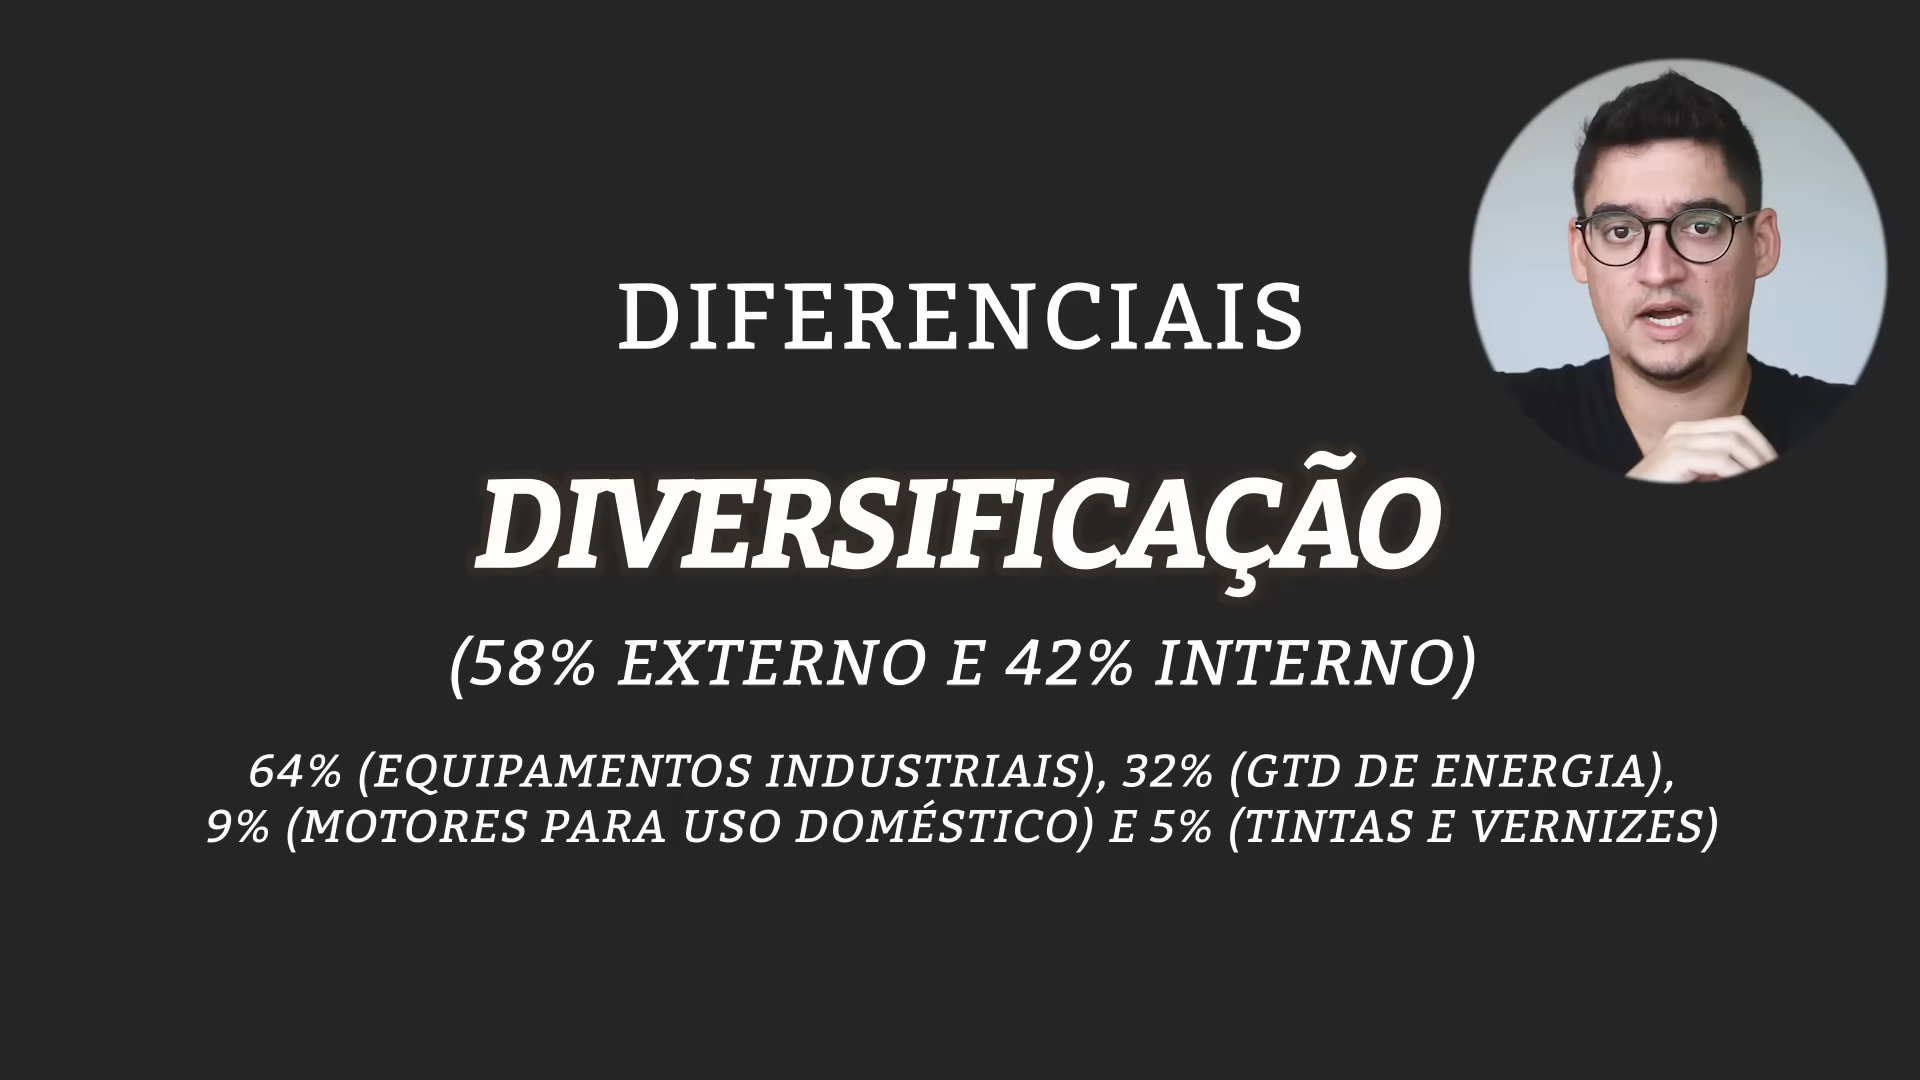 DIFERENCIAIS
DIVERSIFICAÇÃO
(58% EXTERNO E 42% INTERNO)
64% (EQUIPAMENTOS INDUSTRIAIS), 32% (GTD DE ENERGIA),
9% (MOTORES PARA USO DOMÉSTICO) E 5% (TINTAS E VERNIZES)